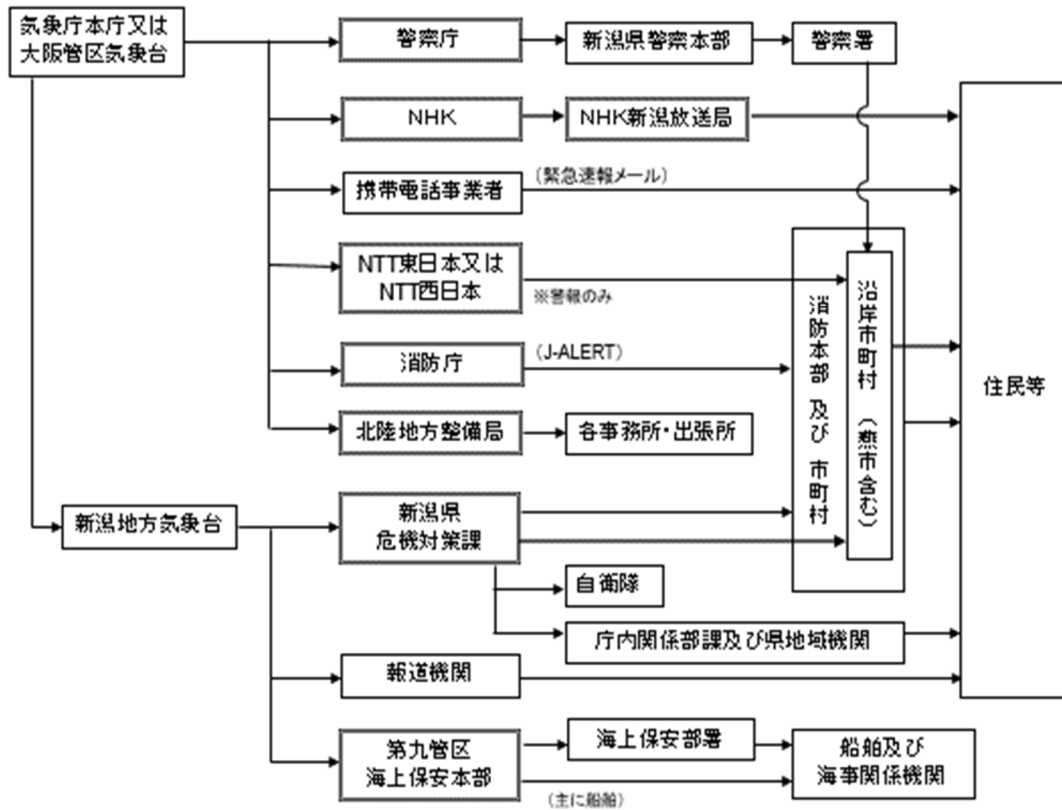 気象庁本庁又は
大阪管区気象台
警察庁
新潟県警察本部
警察署
NHK
NHK新潟放送局
携帯電話事業者
(緊急速報メール)
NTT東日本又は
NTT西日本
※警報のみ
消防庁
(J-ALERT)
北陸地方整備局
各事務所・出張所
消防本部 及び 市町村
沿岸市町村 (燕市含む)
住民等
新潟地方気象台
新潟県
危機対策課
自衛隊
庁内関係部課及び県地域機関
報道機関
第九管区
海上保安本部
海上保安部署
(主に船舶)
船舶及び
海事関係機関